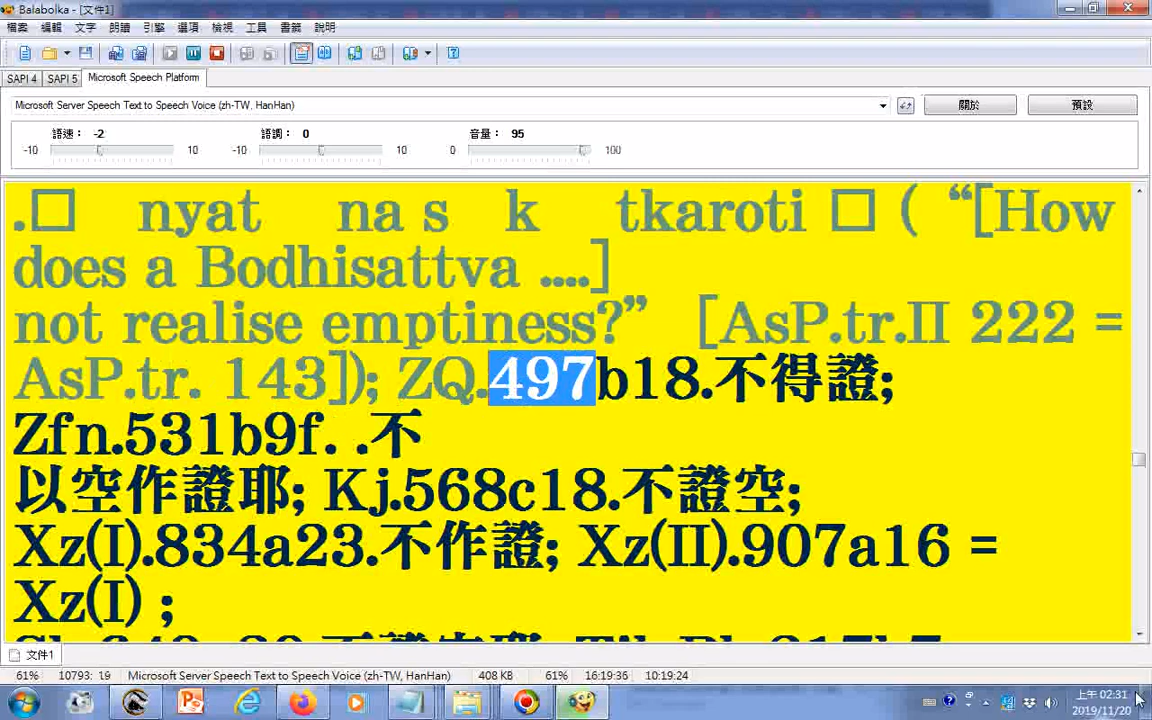 Balabolka - [文件1]
檔案 編輯 文字 朗讀 引擎 選項 檢視 工具 書籤 說明
SAPI 4 SAPI 5 Microsoft Speech Platform
Microsoft Server Speech Text to Speech Voice (zh-TW, HanHan) 關於 預設
語速： -2 語調： 0 音量： 95
-10 10 -10 10 0 100
.□ nyat na s k tkaroti □ ( “[How
does a Bodhisattva ....]
not realise emptiness?” [AsP.tr.II 222 =
AsP.tr. 143]); ZQ.497b18.不得證;
Zfn.531b9f. .不
以空作證耶; Kj.568c18.不證空;
Xz(I).834a23.不作證; Xz(II).907a16 =
Xz(I) ;
文件1
61% 10793: 19 Microsoft Server Speech Text to Speech Voice (zh-TW, HanHan) 408 KB 61% 16:19:36 10:19:24
上午 02:31
2019/11/20